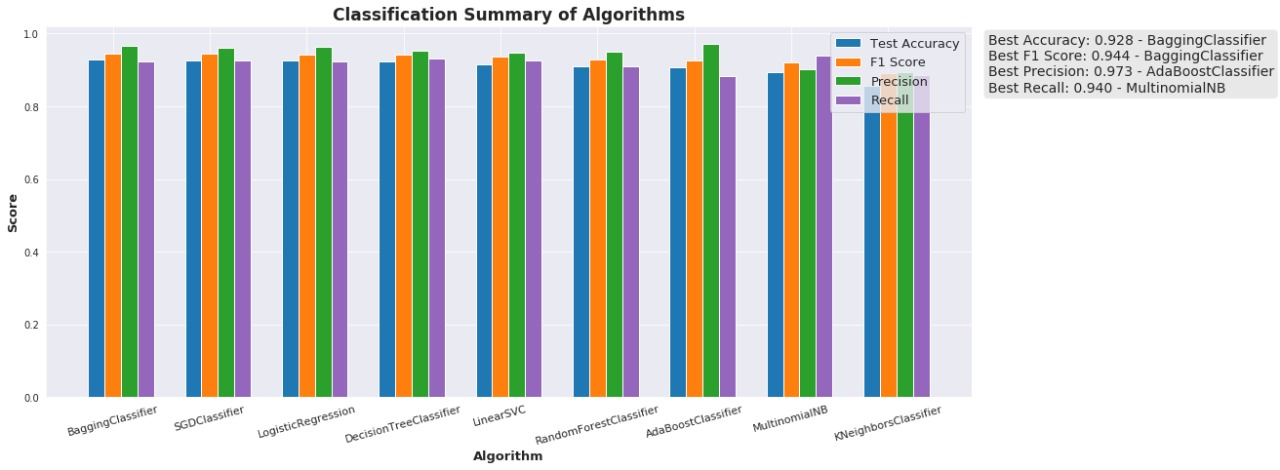 Classification Summary of Algorithms
1.0
0.8
0.6
0.4
0.2
0.0
Score
Test Accuracy
F1 Score
Precision
Recall
Best Accuracy: 0.928 - BaggingClassifier
Best F1 Score: 0.944 - BaggingClassifier
Best Precision: 0.973 - AdaBoostClassifier
Best Recall: 0.940 - MultinomialNB
BaggingClassifier
SGDClassifier
LogisticRegression
DecisionTreeClassifier
LinearSVC
RandomForestClassifier
AdaBoostClassifier
MultinomialNB
KNeighborsClassifier
Algorithm